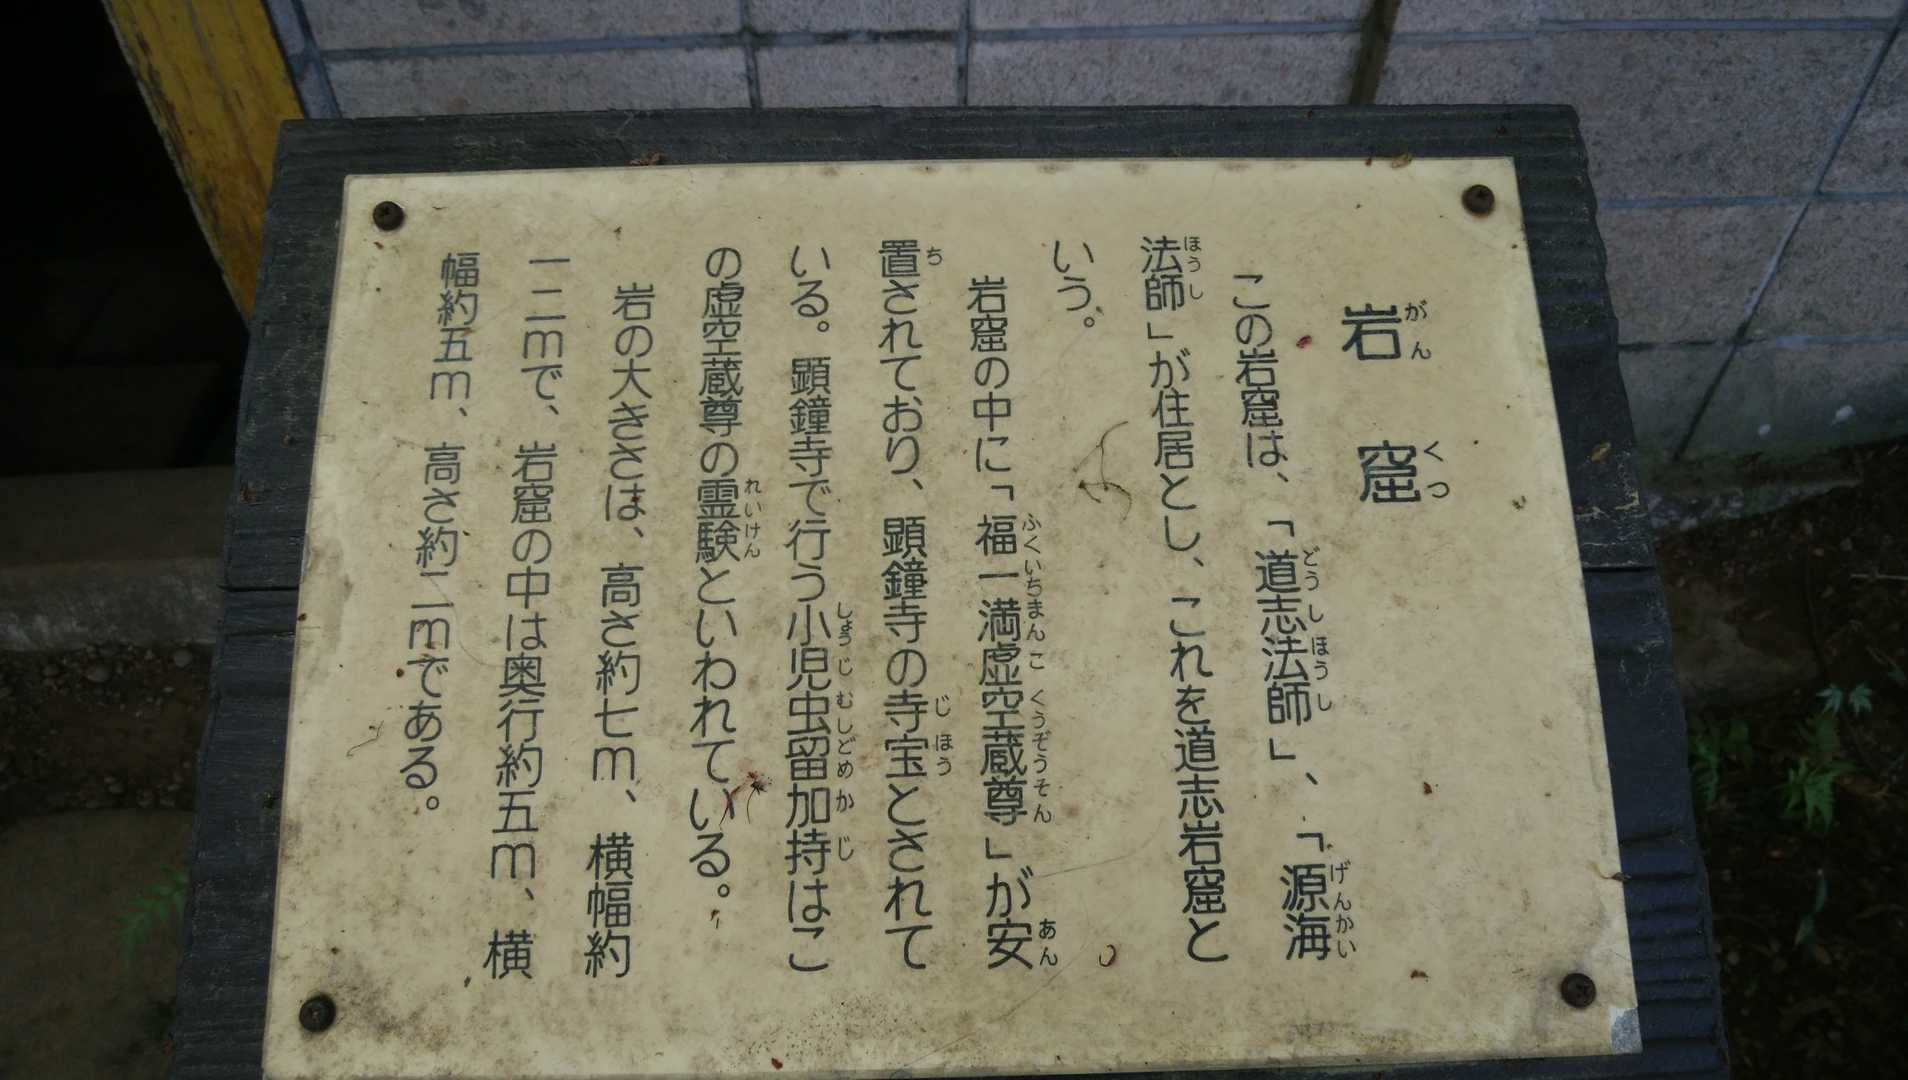 岩窟
この岩窟は、「道志法師」、「源海
法師」が住居とし、これを道志岩窟と
いう。
岩窟の中に「福一満虚空蔵尊」が安
置されており、顕鐘寺の寺宝とされて
いる。顕鐘寺で行う小児虫留加持はこ
の虚空蔵尊の霊験といわれている。
岩の大きさは、高さ約七m、横幅約
一二mで、岩窟の中は奥行約五m、横
幅約五m、高さ約二mである。